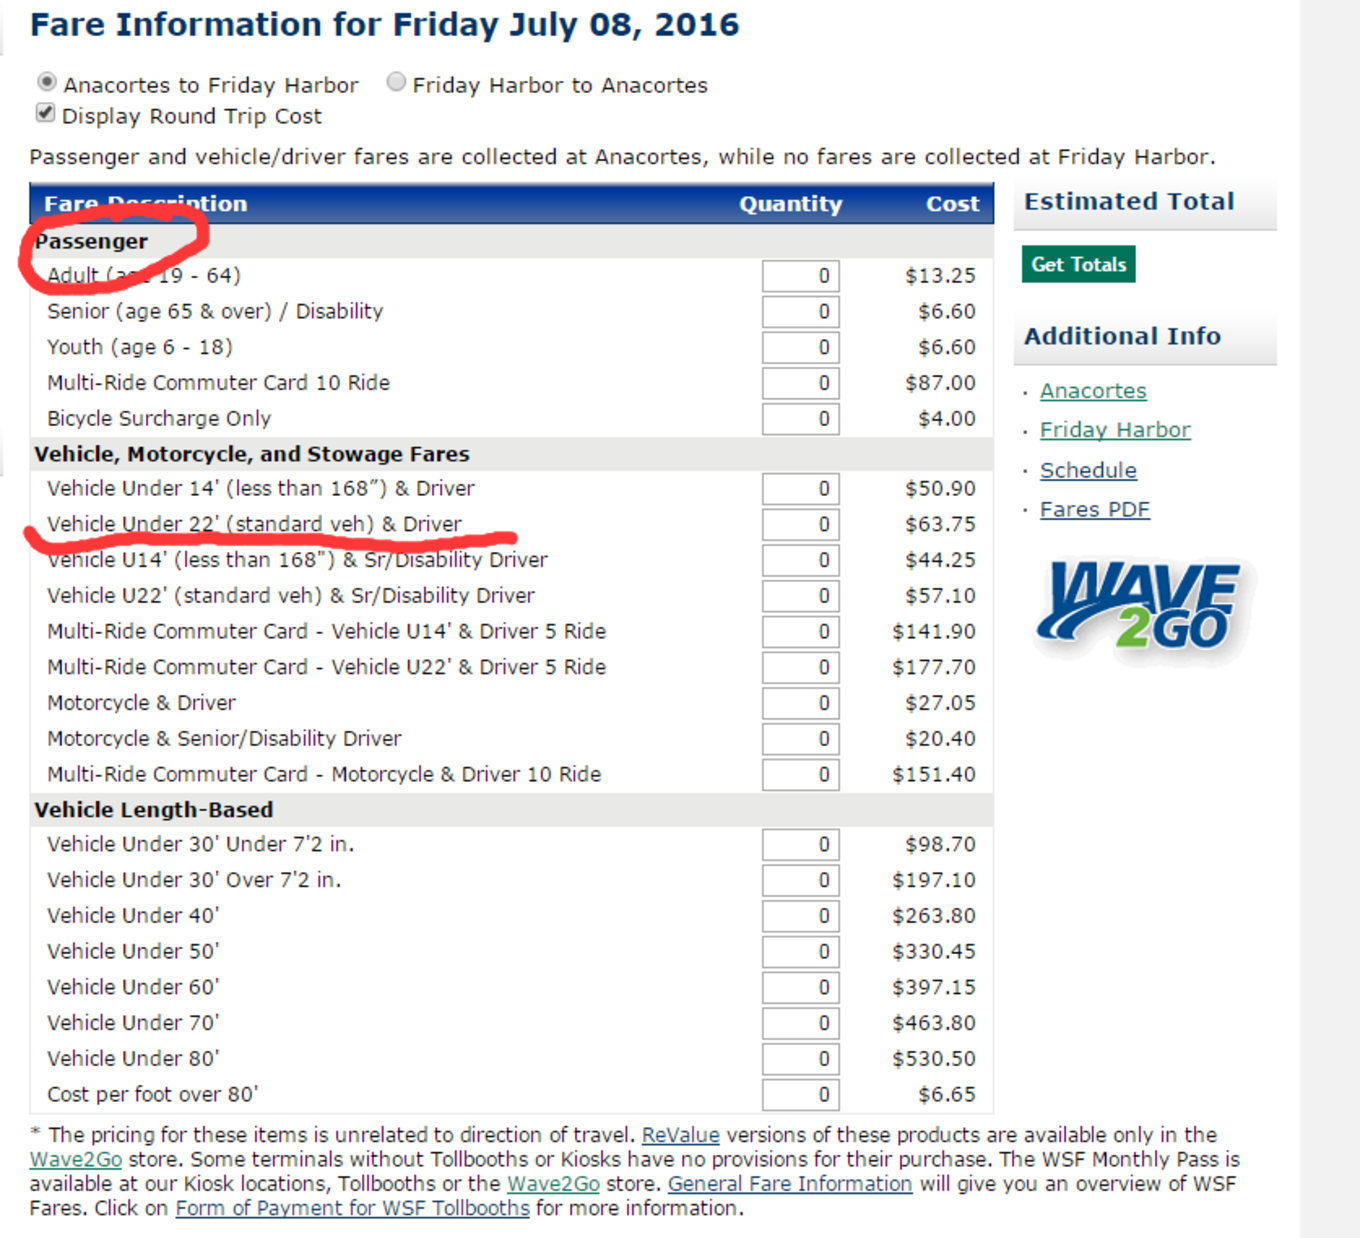 Fare Information for Friday July 08, 2016
Anacortes to Friday Harbor Friday Harbor to Anacortes
Display Round Trip Cost
Passenger and vehicle/driver fares are collected at Anacortes, while no fares are collected at Friday Harbor.
Fare Description Quantity Cost
Passenger
Adult (age 19 - 64) 0 $13.25
Senior (age 65 & over) / Disability 0 $6.60
Youth (age 6 - 18) 0 $6.60
Multi-Ride Commuter Card 10 Ride 0 $87.00
Bicycle Surcharge Only 0 $4.00
Vehicle, Motorcycle, and Stowage Fares
Vehicle Under 14' (less than 168") & Driver 0 $50.90
Vehicle Under 22' (standard veh) & Driver 0 $63.75
Vehicle U14' (less than 168") & Sr/Disability Driver 0 $44.25
Vehicle U22' (standard veh) & Sr/Disability Driver 0 $57.10
Multi-Ride Commuter Card - Vehicle U14' & Driver 5 Ride 0 $141.90
Multi-Ride Commuter Card - Vehicle U22' & Driver 5 Ride 0 $177.70
Motorcycle & Driver 0 $27.05
Motorcycle & Senior/Disability Driver 0 $20.40
Multi-Ride Commuter Card - Motorcycle & Driver 10 Ride 0 $151.40
Vehicle Length-Based
Vehicle Under 30' Under 7'2 in. 0 $98.70
Vehicle Under 30' Over 7'2 in. 0 $197.10
Vehicle Under 40' 0 $263.80
Vehicle Under 50' 0 $330.45
Vehicle Under 60' 0 $397.15
Vehicle Under 70' 0 $463.80
Vehicle Under 80' 0 $530.50
Cost per foot over 80' 0 $6.65
Estimated Total
Get Totals
Additional Info
· Anacortes
· Friday Harbor
· Schedule
· Fares PDF
WAVE
2GO
* The pricing for these items is unrelated to direction of travel. ReValue versions of these products are available only in the
Wave2Go store. Some terminals without Tollbooths or Kiosks have no provisions for their purchase. The WSF Monthly Pass is
available at our Kiosk locations, Tollbooths or the Wave2Go store. General Fare Information will give you an overview of WSF
Fares. Click on Form of Payment for WSF Tollbooths for more information.